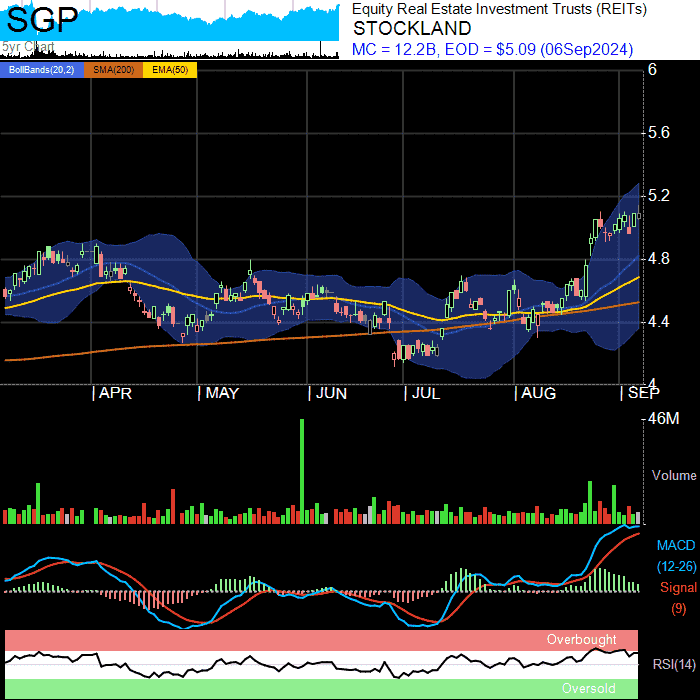 SGP
5yr Chart
Equity Real Estate Investment Trusts (REITs)
STOCKLAND
MC = 12.2B, EOD = $5.09 (06Sep2024)
BollBands(20,2) SMA(200) EMA(50)
6
5.6
5.2
4.8
4.4
4
APR MAY JUN JUL AUG SEP
46M
Volume
MACD
(12-26)
Signal
(9)
Overbought
RSI(14)
Oversold